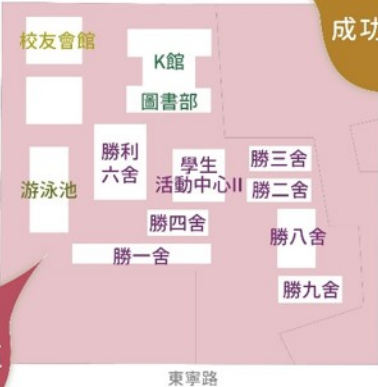 成功
校友會館
K館
圖書部
勝利
六舍
學生
活動中心II
勝三舍
勝二舍
游泳池
勝四舍
勝八舍
勝一舍
勝九舍
東寧路